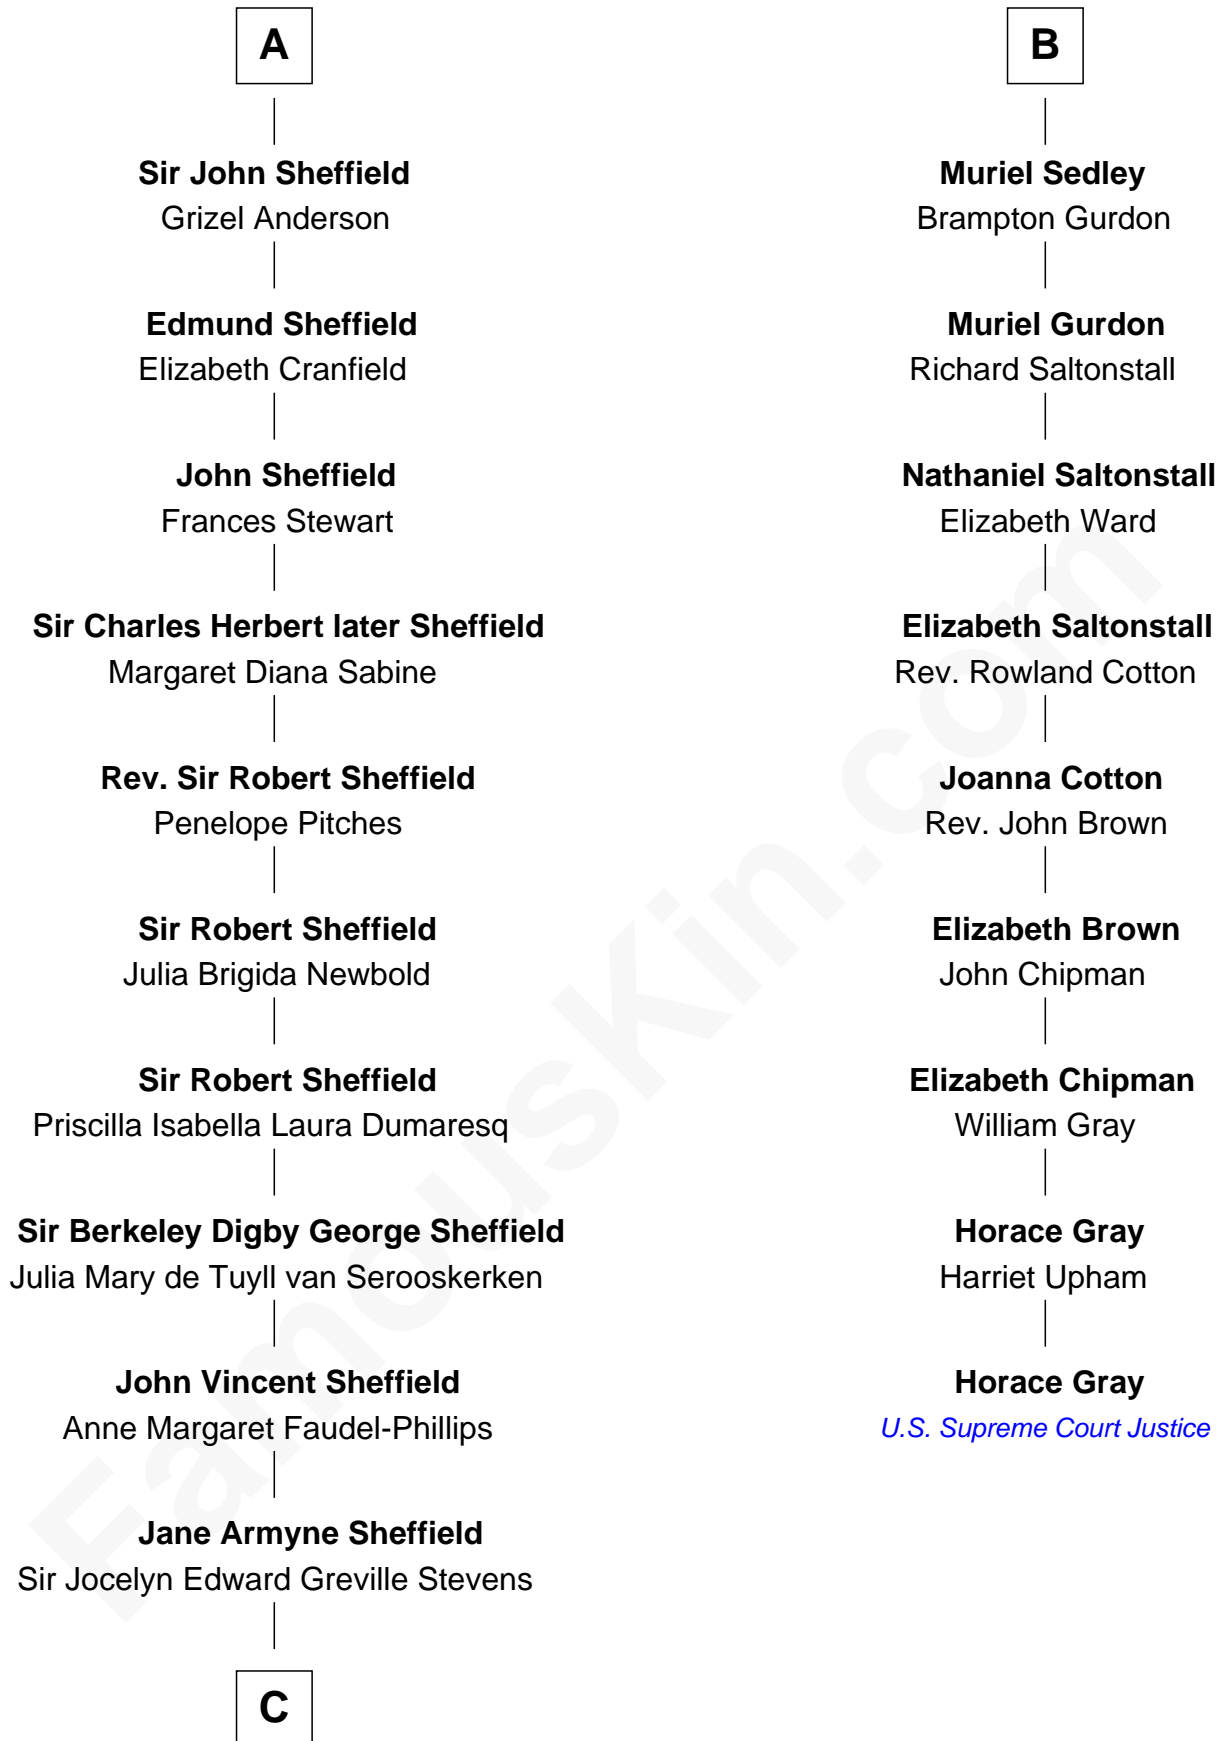 A
Sir John Sheffield
Grizel Anderson
Edmund Sheffield
Elizabeth Cranfield
John Sheffield
Frances Stewart
Sir Charles Herbert later Sheffield
Margaret Diana Sabine
Rev. Sir Robert Sheffield
Penelope Pitches
Sir Robert Sheffield
Julia Brigida Newbold
Sir Robert Sheffield
Priscilla Isabella Laura Dumaresq
Sir Berkeley Digby George Sheffield
Julia Mary de Tuyll van Serooskerken
John Vincent Sheffield
Anne Margaret Faudel-Phillips
Jane Armyne Sheffield
Sir Jocelyn Edward Greville Stevens
C
B
Muriel Sedley
Brampton Gurdon
Muriel Gurdon
Richard Saltonstall
Nathaniel Saltonstall
Elizabeth Ward
Elizabeth Saltonstall
Rev. Rowland Cotton
Joanna Cotton
Rev. John Brown
Elizabeth Brown
John Chipman
Elizabeth Chipman
William Gray
Horace Gray
Harriet Upham
Horace Gray
U.S. Supreme Court Justice
FamousKin.com